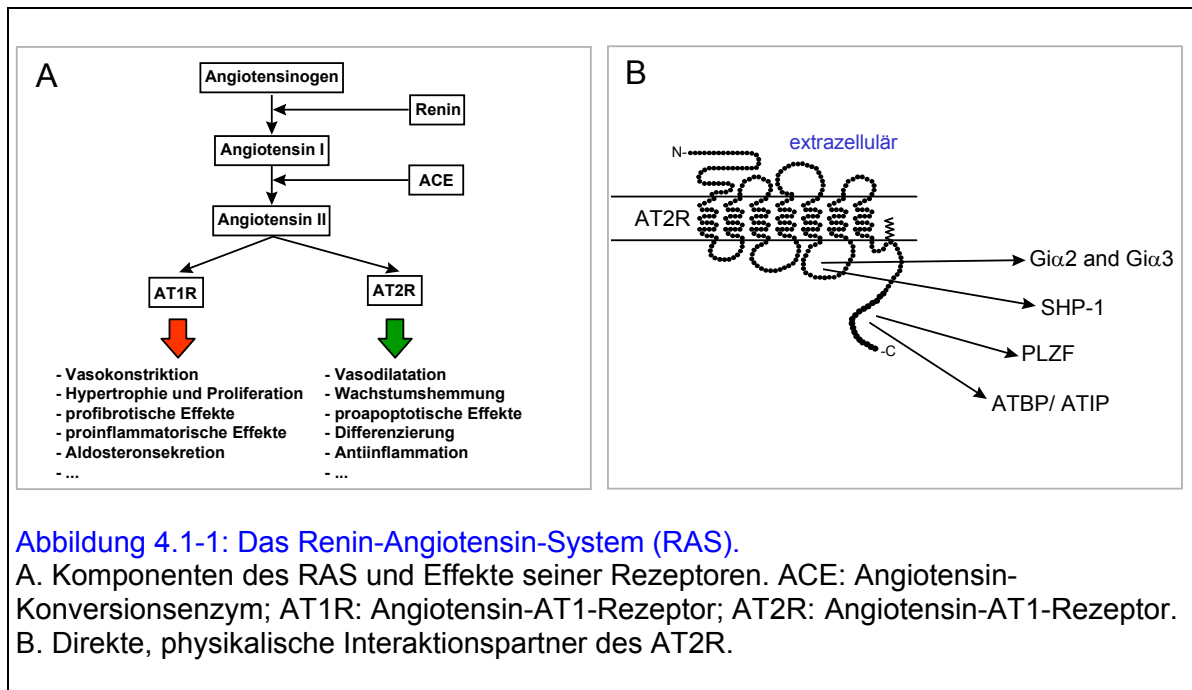 A
Angiotensinogen
Renin
Angiotensin I
ACE
Angiotensin II
AT1R
AT2R
- Vasokonstriktion
- Hypertrophie und Proliferation
- profibrotische Effekte
- proinflammatorische Effekte
- Aldosteronsekretion
- ...
- Vasodilatation
- Wachstumshemmung
- proapoptotische Effekte
- Differenzierung
- Antiinflammation
- ...
B
extrazellulär
N-
AT2R
Giα2 and Giα3
SHP-1
PLZF
-C
ATBP/ ATIP
Abbildung 4.1-1: Das Renin-Angiotensin-System (RAS).
A. Komponenten des RAS und Effekte seiner Rezeptoren. ACE: Angiotensin-
Konversionsenzym; AT1R: Angiotensin-AT1-Rezeptor; AT2R: Angiotensin-AT1-Rezeptor.
B. Direkte, physikalische Interaktionspartner des AT2R.